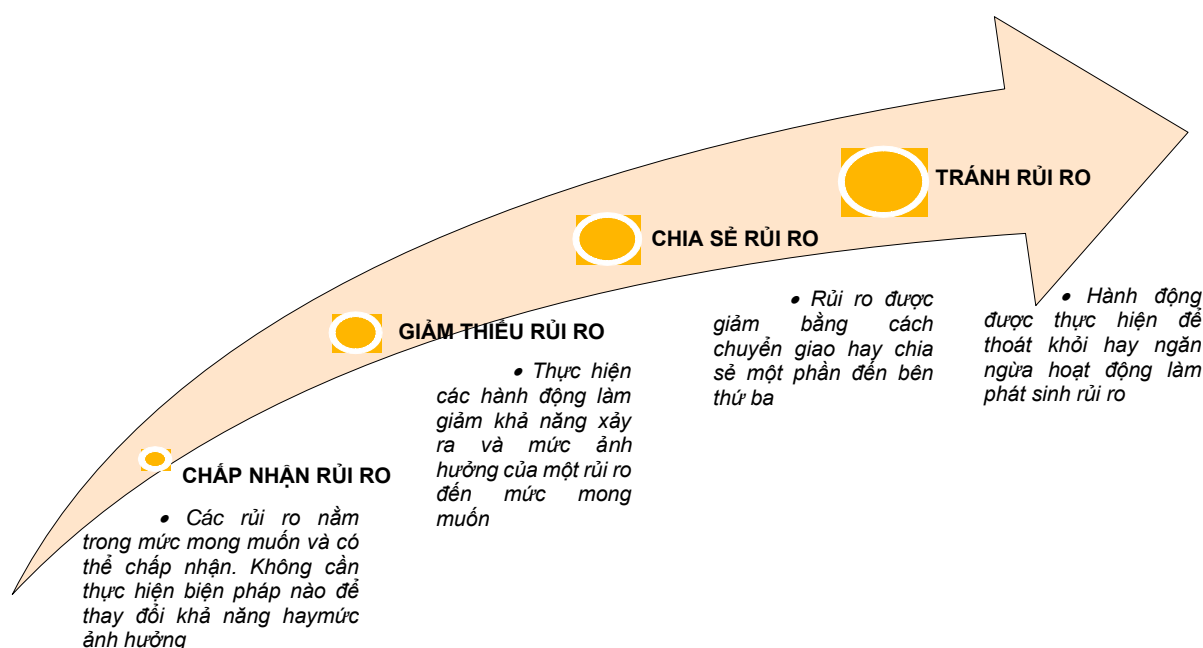 CHẤP NHẬN RỦI RO
• Các rủi ro nằm
trong mức mong muốn và có
thể chấp nhận. Không cần
thực hiện biện pháp nào để
thay đổi khả năng haymức
ảnh hưởng
GIẢM THIỂU RỦI RO
• Thực hiện
các hành động làm
giảm khả năng xảy
ra và mức ảnh
hưởng của một rủi ro
đến mức mong
muốn
CHIA SẺ RỦI RO
• Rủi ro được
giảm bằng cách
chuyển giao hay chia
sẻ một phần đến bên
thứ ba
TRÁNH RỦI RO
• Hành động
được thực hiện để
thoát khỏi hay ngăn
ngừa hoạt động làm
phát sinh rủi ro